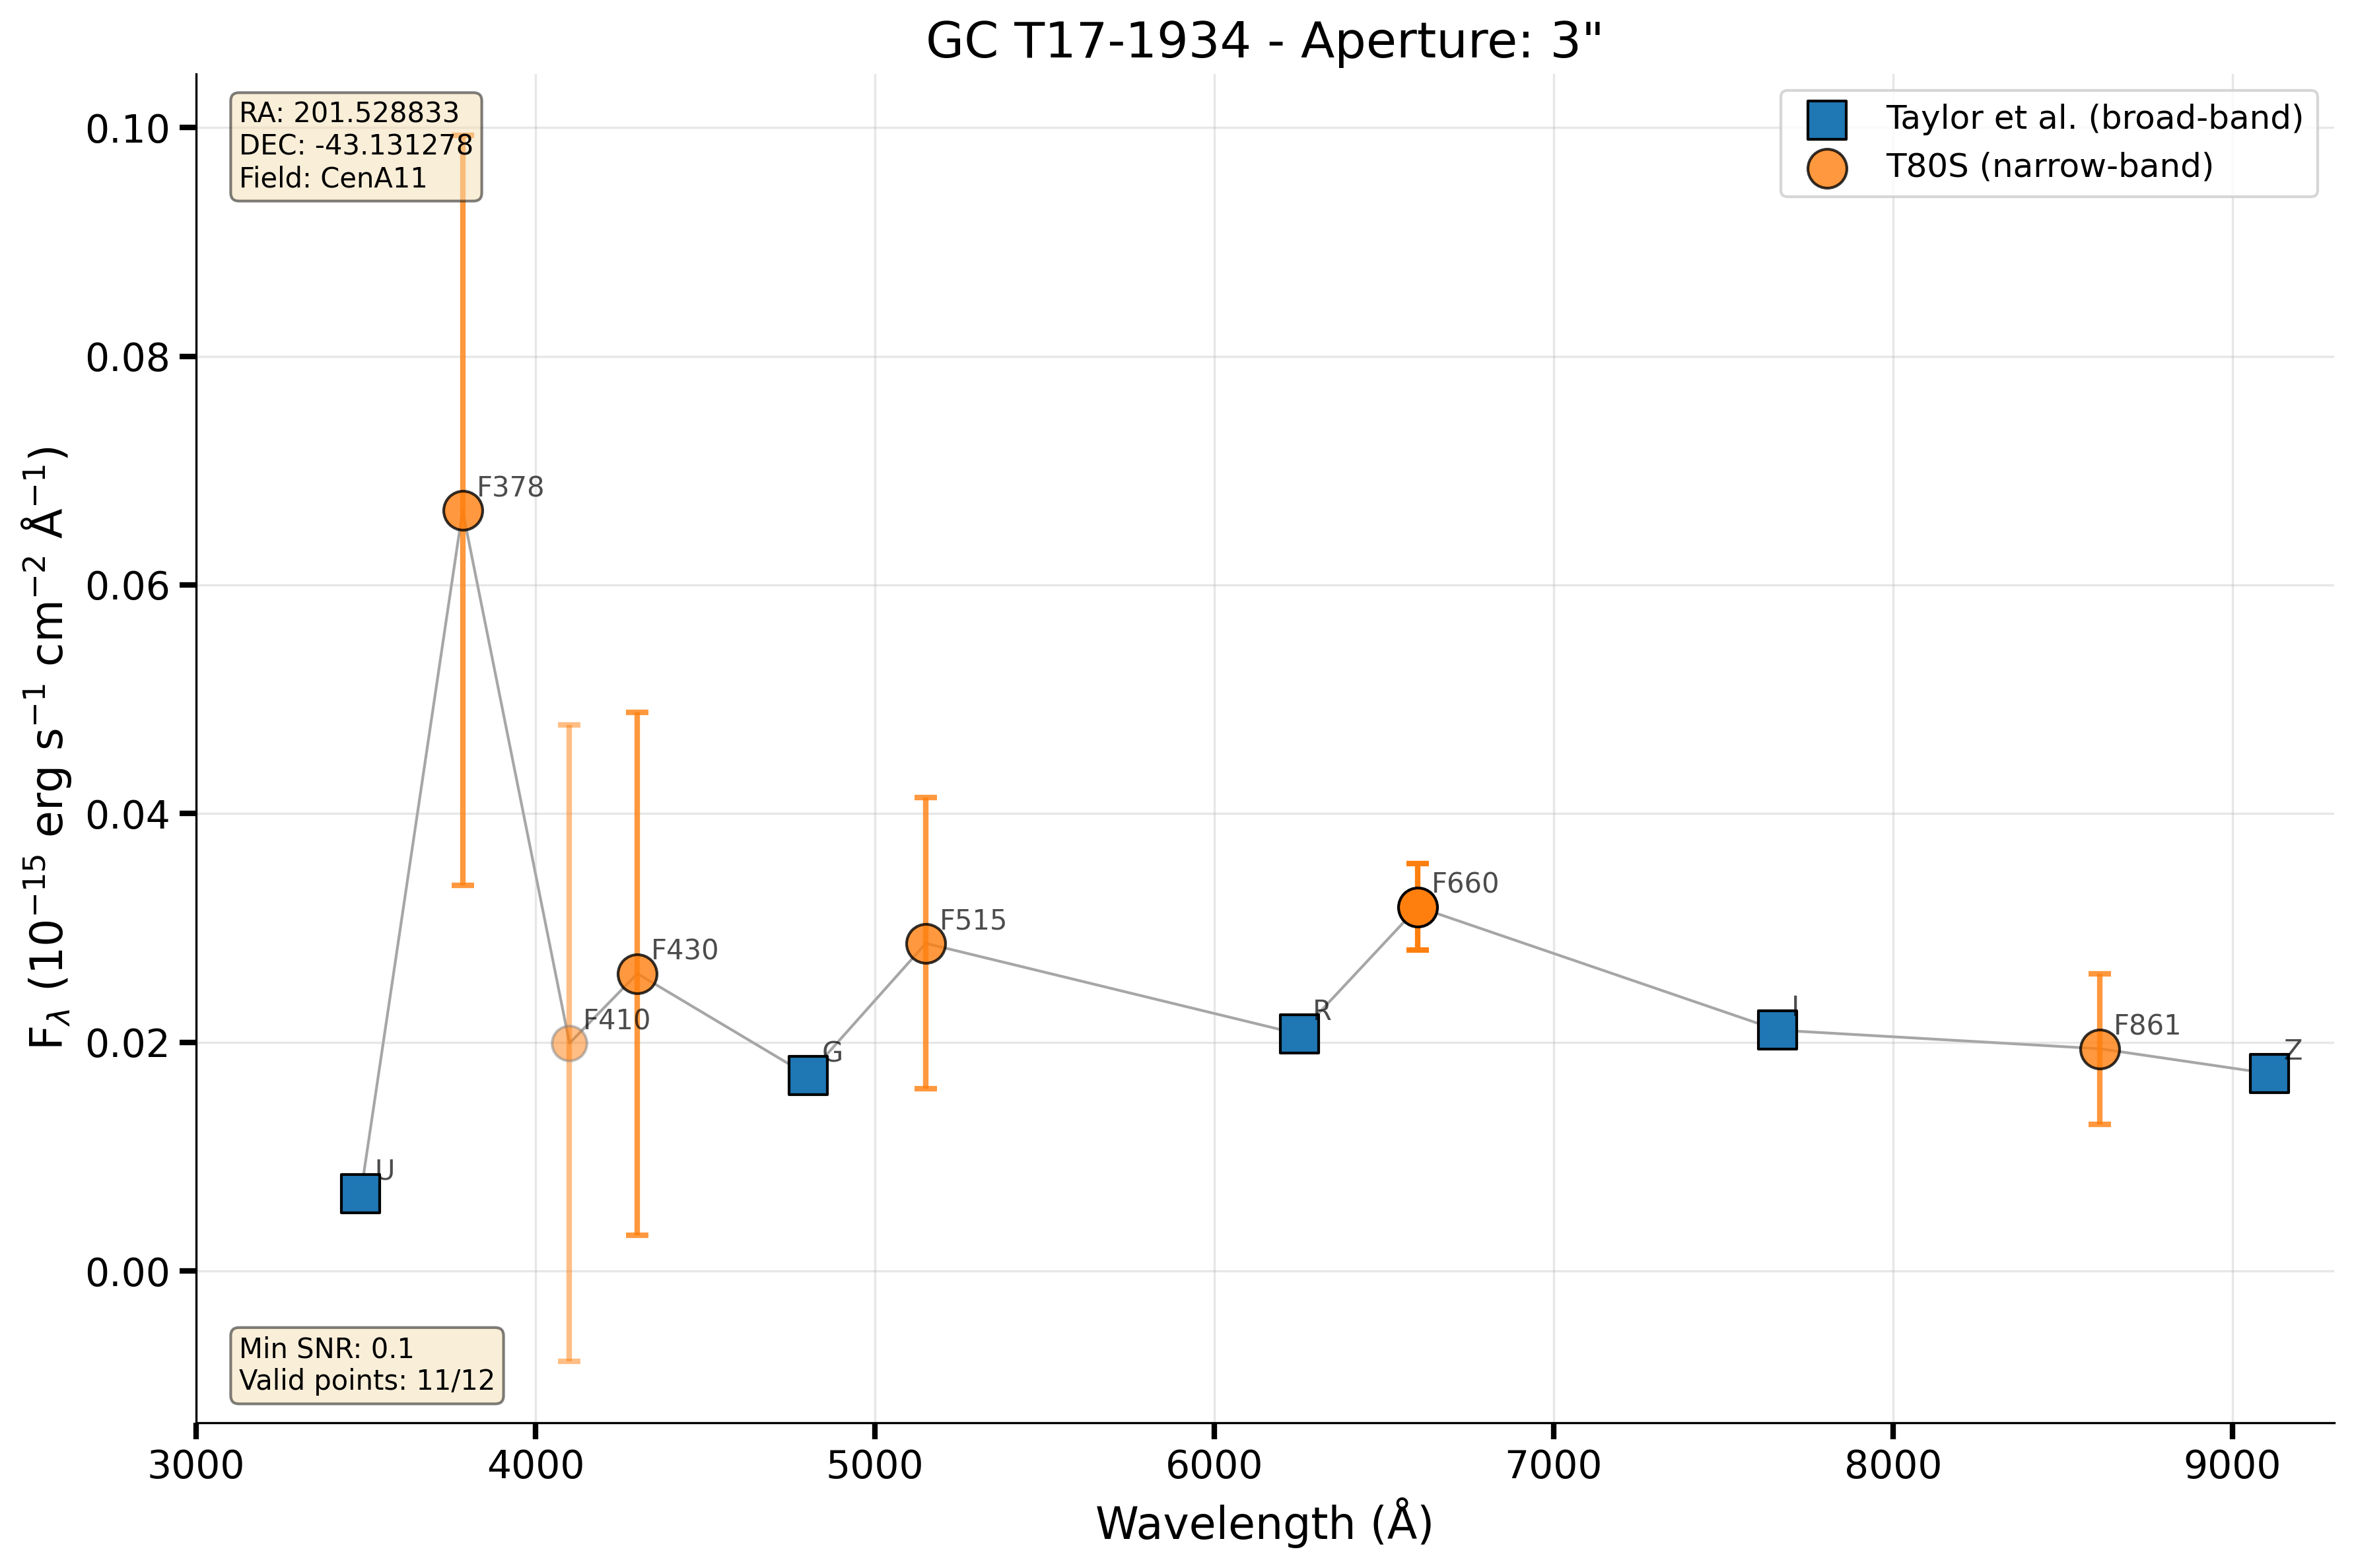 GC T17-1934 - Aperture: 3"
RA: 201.528833
DEC: -43.131278
Field: CenA11
Taylor et al. (broad-band)
T80S (narrow-band)
0.10
0.08
0.06
0.04
0.02
0.00
F_λ (10⁻¹⁵ erg s⁻¹ cm⁻² Å⁻¹)
U
F378
F410
F430
G
F515
R
F660
I
F861
Z
Min SNR: 0.1
Valid points: 11/12
3000
4000
5000
6000
7000
8000
9000
Wavelength (Å)